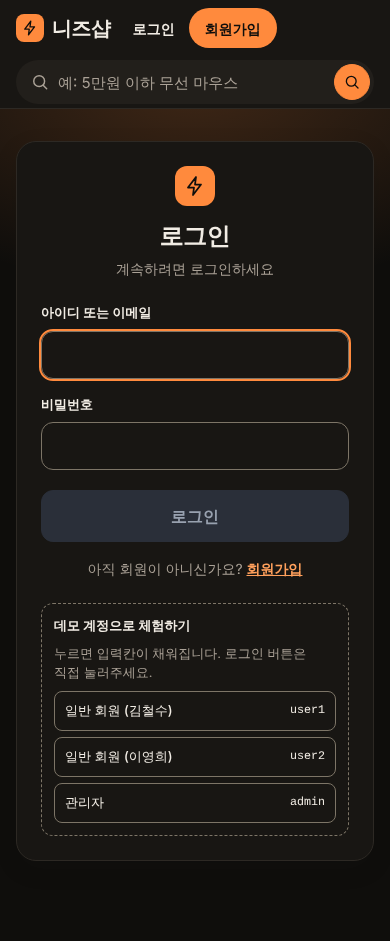 니즈샵
로그인
회원가입
예: 5만원 이하 무선 마우스
로그인
계속하려면 로그인하세요
아이디 또는 이메일
비밀번호
로그인
아직 회원이 아니신가요? 회원가입
데모 계정으로 체험하기
누르면 입력칸이 채워집니다. 로그인 버튼은
직접 눌러주세요.
일반 회원 (김철수) user1
일반 회원 (이영희) user2
관리자 admin